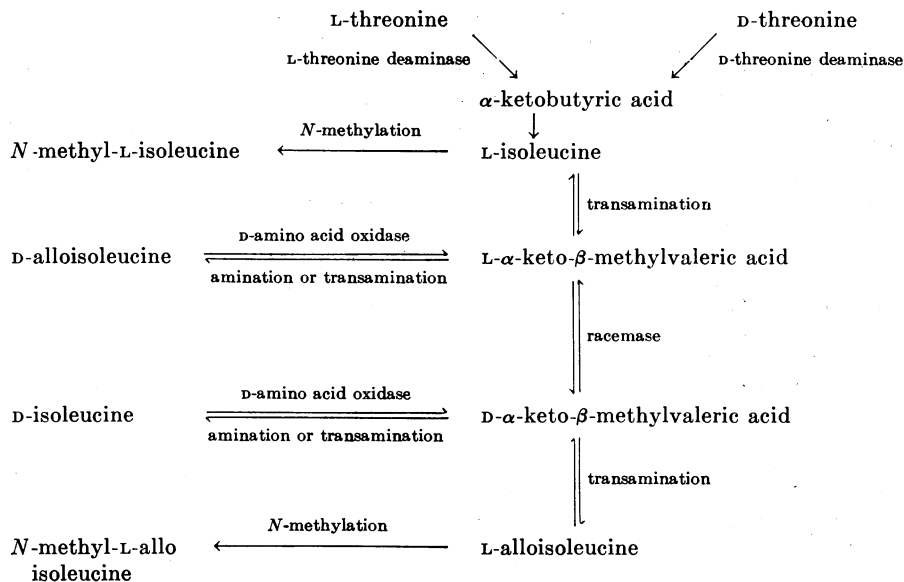 L-threonine D-threonine
L-threonine deaminase D-threonine deaminase
α-ketobutyric acid
N-methylation
N-methyl-L-isoleucine L-isoleucine
transamination
D-amino acid oxidase
D-alloisoleucine L-α-keto-β-methylvaleric acid
amination or transamination
racemase
D-amino acid oxidase
D-isoleucine D-α-keto-β-methylvaleric acid
amination or transamination
transamination
N-methylation
N-methyl-L-allo L-alloisoleucine
isoleucine